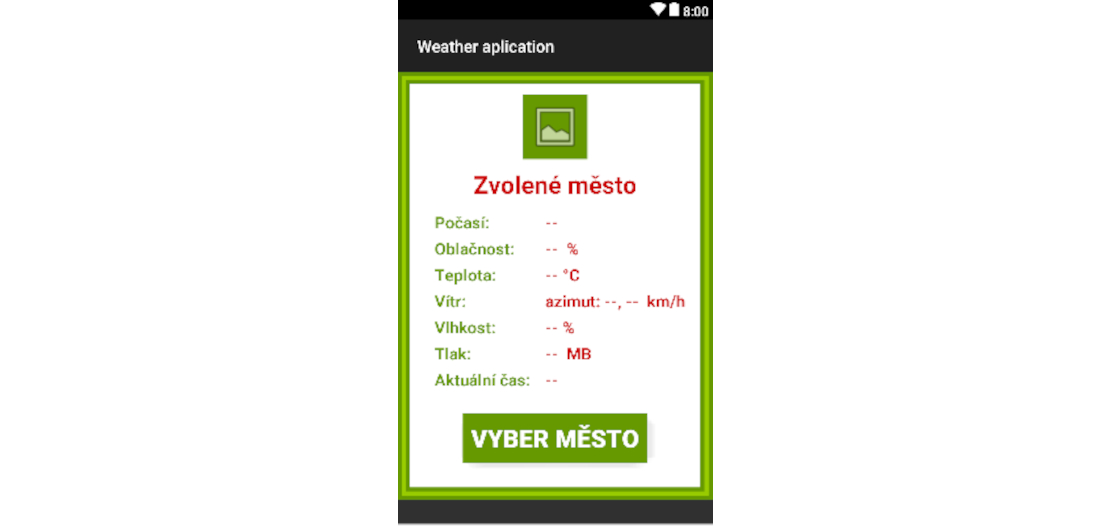 8:00
Weather aplication
Zvolené město
Počasí: --
Oblačnost: -- %
Teplota: -- °C
Vítr: azimut: --, -- km/h
Vlhkost: -- %
Tlak: -- MB
Aktuální čas: --
VYBER MĚSTO